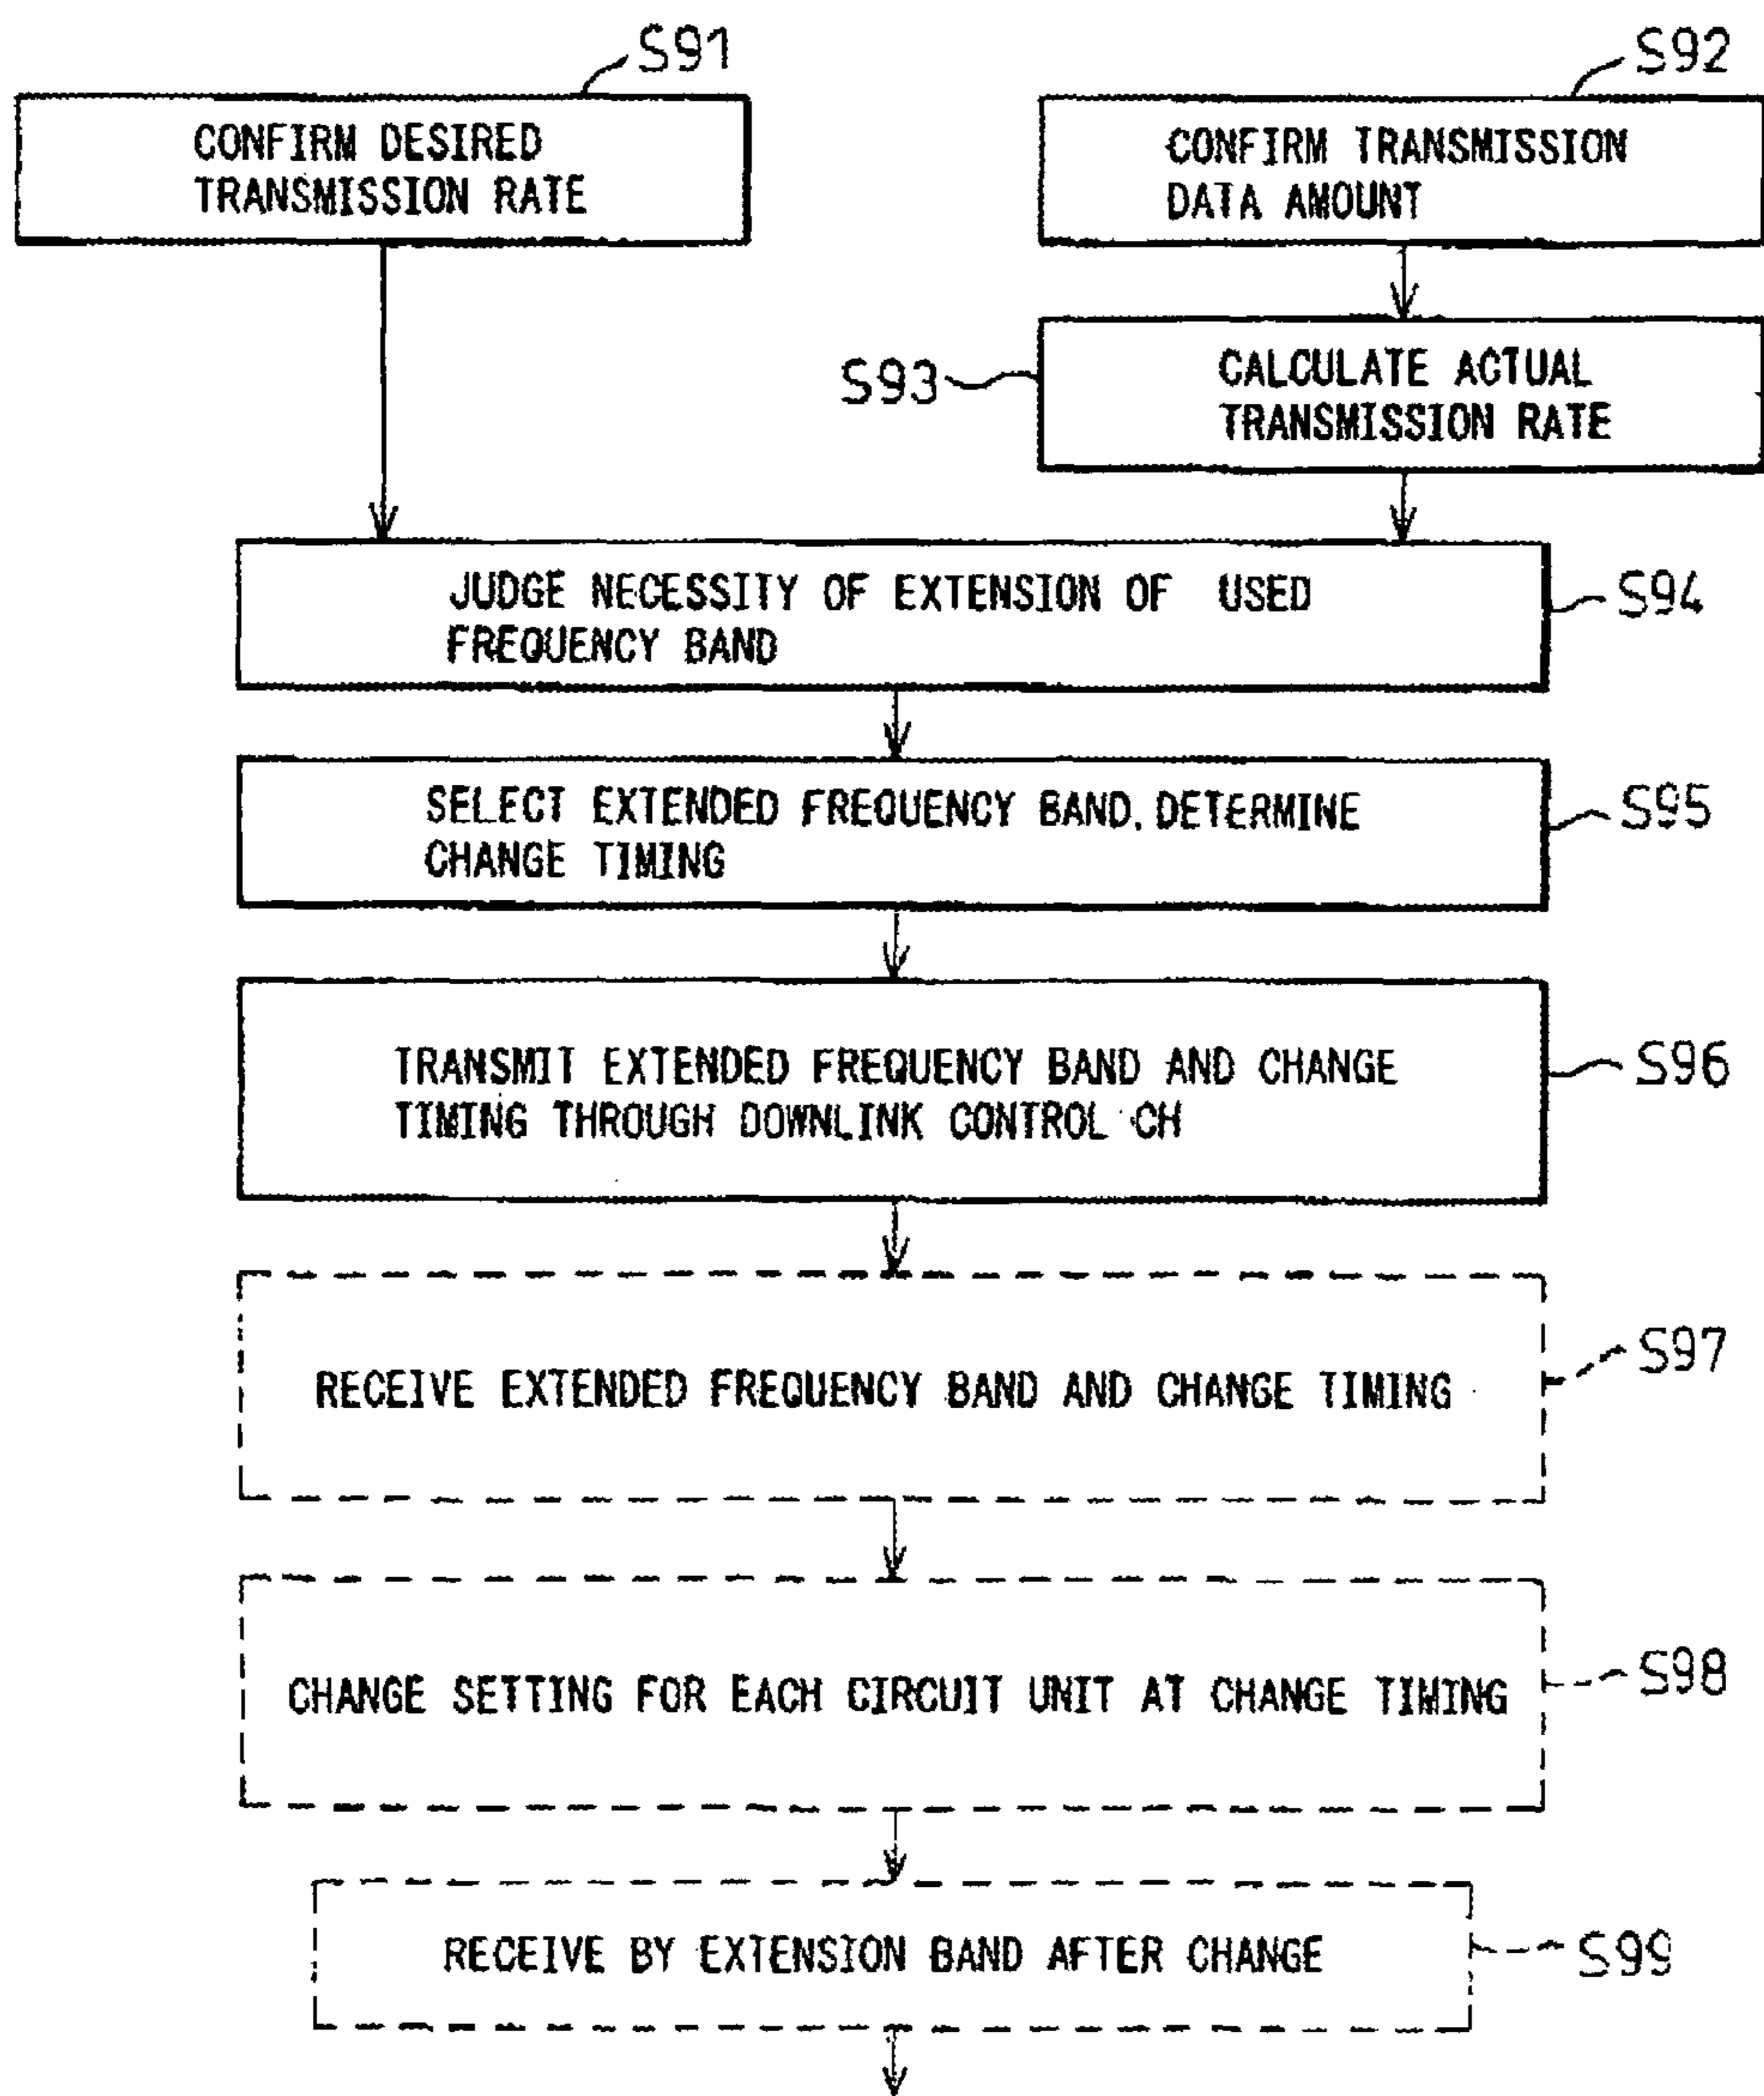 S91
CONFIRM DESIRED
TRANSMISSION RATE
S92
CONFIRM TRANSMISSION
DATA AMOUNT
S93
CALCULATE ACTUAL
TRANSMISSION RATE
JUDGE NECESSITY OF EXTENSION OF USED
FREQUENCY BAND
S94
SELECT EXTENDED FREQUENCY BAND, DETERMINE
CHANGE TIMING
S95
TRANSMIT EXTENDED FREQUENCY BAND AND CHANGE
TIMING THROUGH DOWNLINK CONTROL CH
S96
RECEIVE EXTENDED FREQUENCY BAND AND CHANGE TIMING
S97
CHANGE SETTING FOR EACH CIRCUIT UNIT AT CHANGE TIMING
S98
RECEIVE BY EXTENSION BAND AFTER CHANGE
S99